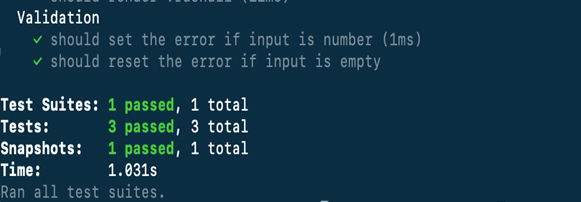 Validation
✓ should set the error if input is number (1ms)
✓ should reset the error if input is empty
Test Suites: 1 passed, 1 total
Tests: 3 passed, 3 total
Snapshots: 1 passed, 1 total
Time: 1.031s
Ran all test suites.